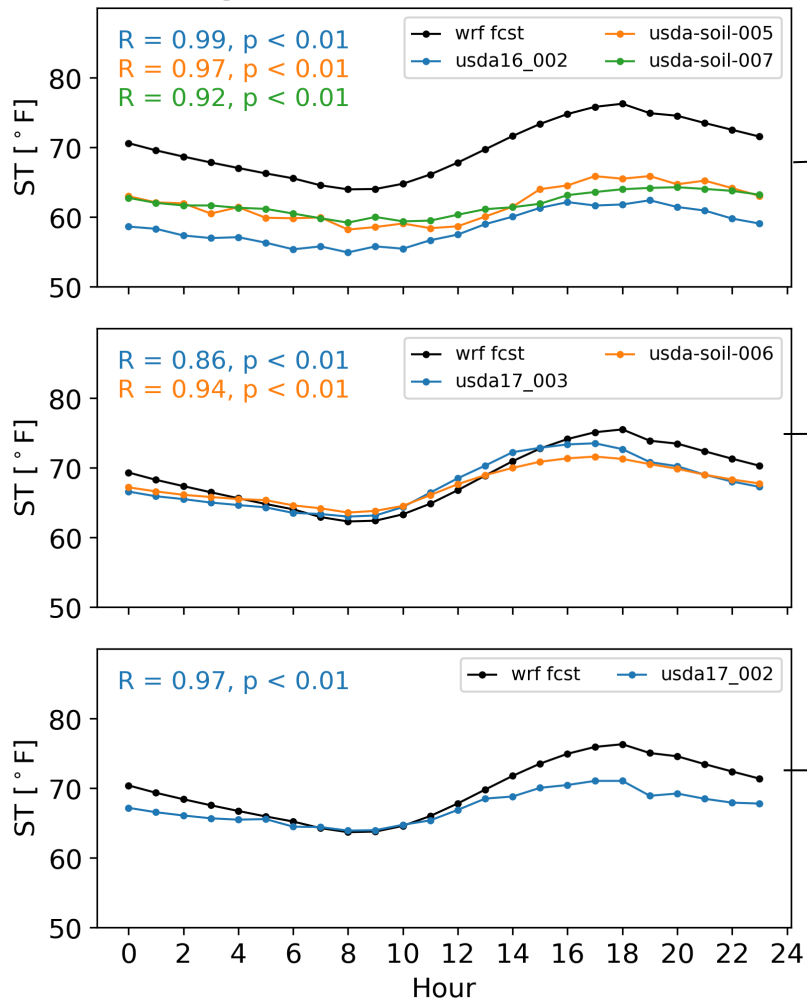 R = 0.99, p < 0.01
R = 0.97, p < 0.01
R = 0.92, p < 0.01
wrf fcst
usda16_002
usda-soil-005
usda-soil-007
80
70
60
50
ST [°F]
R = 0.86, p < 0.01
R = 0.94, p < 0.01
wrf fcst
usda17_003
usda-soil-006
80
70
60
50
ST [°F]
R = 0.97, p < 0.01
wrf fcst
usda17_002
80
70
60
50
ST [°F]
0 2 4 6 8 10 12 14 16 18 20 22 24
Hour